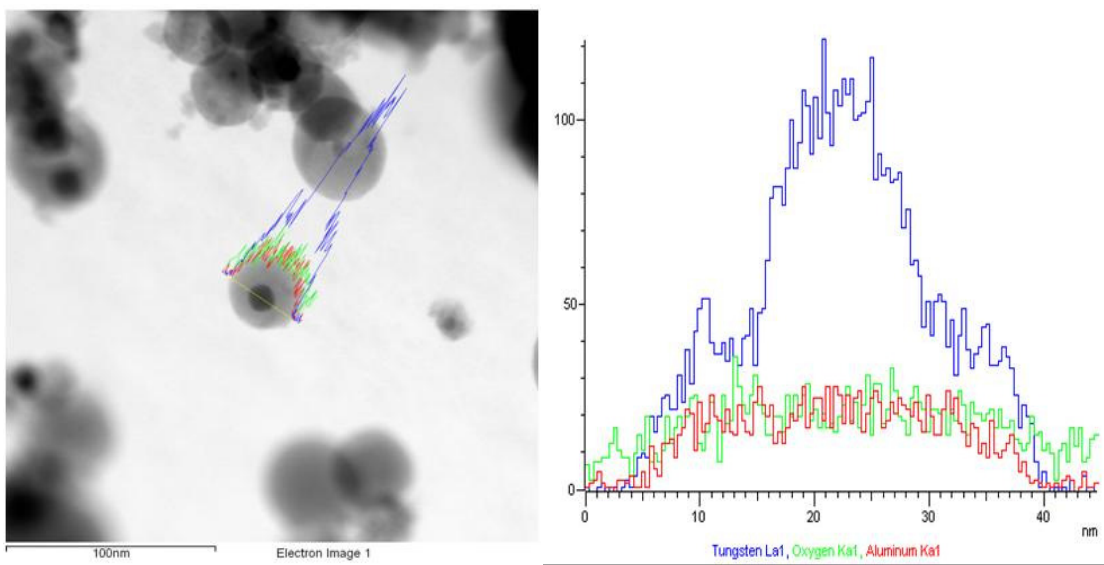 100nm
Electron Image 1
100
50
0
0 10 20 30 40
nm
Tungsten La1, Oxygen Ka1, Aluminum Ka1